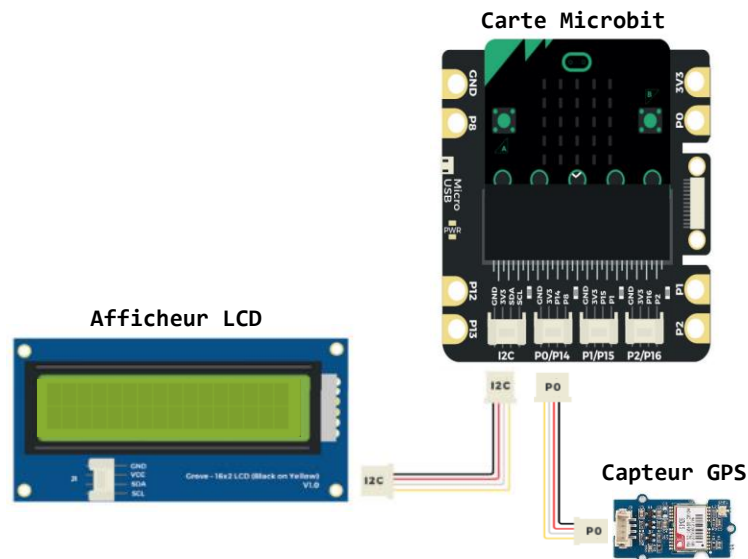 Carte Microbit
GND
3V3
P8
P0
A
B
Micro
USB
PWR
P12
P13
P1
P2
GND
3V3
SDA
SCL
GND
3V3
P14
P8
GND
3V3
P15
P1
GND
3V3
P16
P2
I2C
P0/P14
P1/P15
P2/P16
Afficheur LCD
J1
GND
VCC
SDA
SCL
Grove - 16x2 LCD (Black on Yellow)
V1.0
I2C
I2C
P0
P0
Capteur GPS